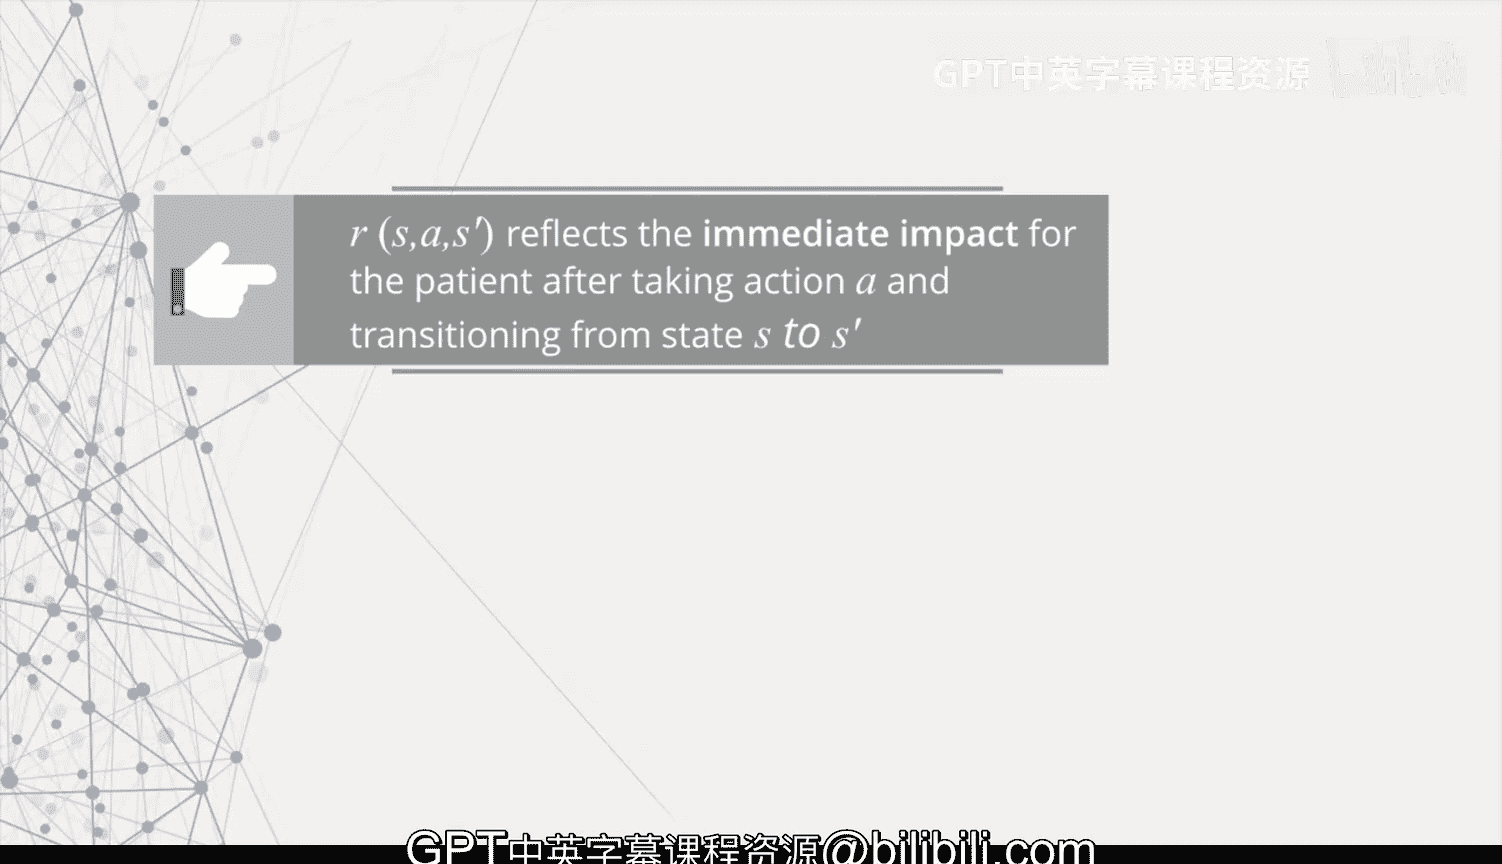 GPT中英字幕课程资源 bilibili
r (s,a,s′) reflects the immediate impact for
the patient after taking action a and
transitioning from state s to s′
GPT中英字幕课程资源@bilibili.com